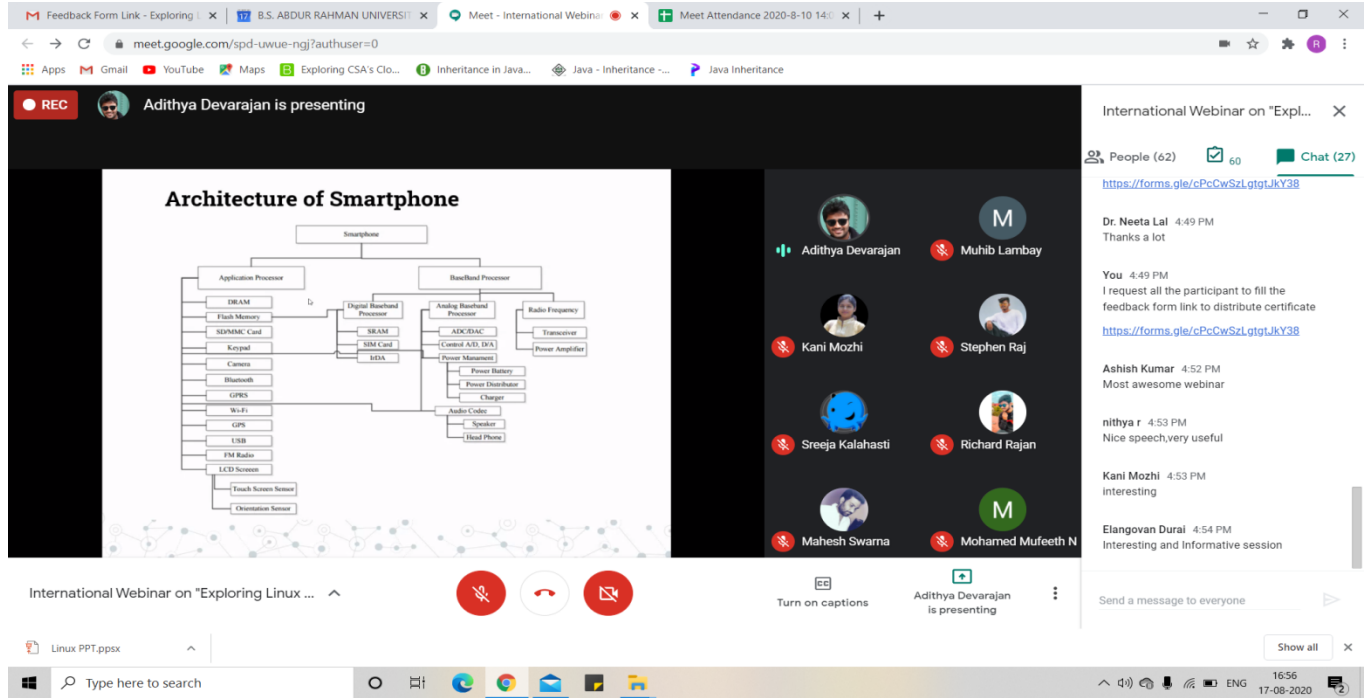 Feedback Form Link - Exploring L
B.S. ABDUR RAHMAN UNIVERSIT
Meet - International Webina
Meet Attendance 2020-8-10 14:0
meet.google.com/spd-uwue-ngj?authuser=0
R
Apps
Gmail
YouTube
Maps
Exploring CSA's Clo...
Inheritance in Java...
Java - Inheritance -...
Java Inheritance
REC
Adithya Devarajan is presenting
Architecture of Smartphone
Smartphone
Application Processor
BaseBand Processor
DRAM
Flash Memory
SD/MMC Card
Keypad
Camera
Bluetooth
GPRS
Wi-Fi
GPS
USB
FM Radio
LCD Screeen
Touch Screen Sensor
Orientation Sensor
Digital Baseband
Processor
SRAM
SIM Card
IrDA
Analog Baseband
Processor
ADC/DAC
Control A/D, D/A
Power Manament
Power Battery
Power Distributor
Charger
Audio Codec
Speaker
Head Phone
Radio Frequency
Transceiver
Power Amplifier
Adithya Devarajan
M
Muhib Lambay
Kani Mozhi
Stephen Raj
Sreeja Kalahasti
Richard Rajan
Mahesh Swarna
M
Mohamed Mufeeth N
International Webinar on "Expl...
People (62)
60
Chat (27)
https://forms.gle/cPcCwSzLgtgtJkY38
Dr. Neeta Lal 4:49 PM
Thanks a lot
You 4:49 PM
I request all the participant to fill the
feedback form link to distribute certificate
https://forms.gle/cPcCwSzLgtgtJkY38
Ashish Kumar 4:52 PM
Most awesome webinar
nithya r 4:53 PM
Nice speech,very useful
Kani Mozhi 4:53 PM
interesting
Elangovan Durai 4:54 PM
Interesting and Informative session
Send a message to everyone
International Webinar on "Exploring Linux ...
Turn on captions
Adithya Devarajan
is presenting
Linux PPT.ppsx
Show all
Type here to search
ENG
16:56
17-08-2020
2